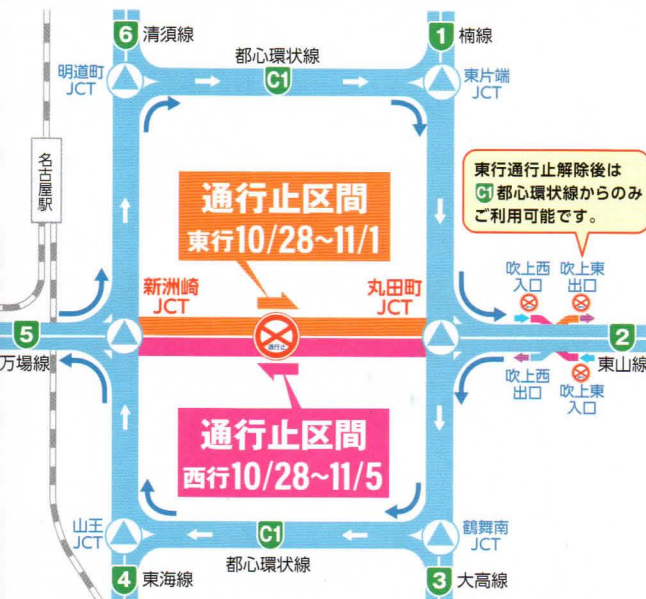 6 清須線
都心環状線
C1
1 楠線
明道町
JCT
東片端
JCT
名古屋駅
東行通行止解除後は
C1都心環状線からのみ
ご利用可能です。
通行止区間
東行10/28~11/1
新洲崎
JCT
丸田町
JCT
吹上西
入口
吹上東
出口
通行止
5
万場線
2
東山線
吹上西
出口
吹上東
入口
通行止区間
西行10/28~11/5
山王
JCT
C1
都心環状線
鶴舞南
JCT
4 東海線
3 大高線